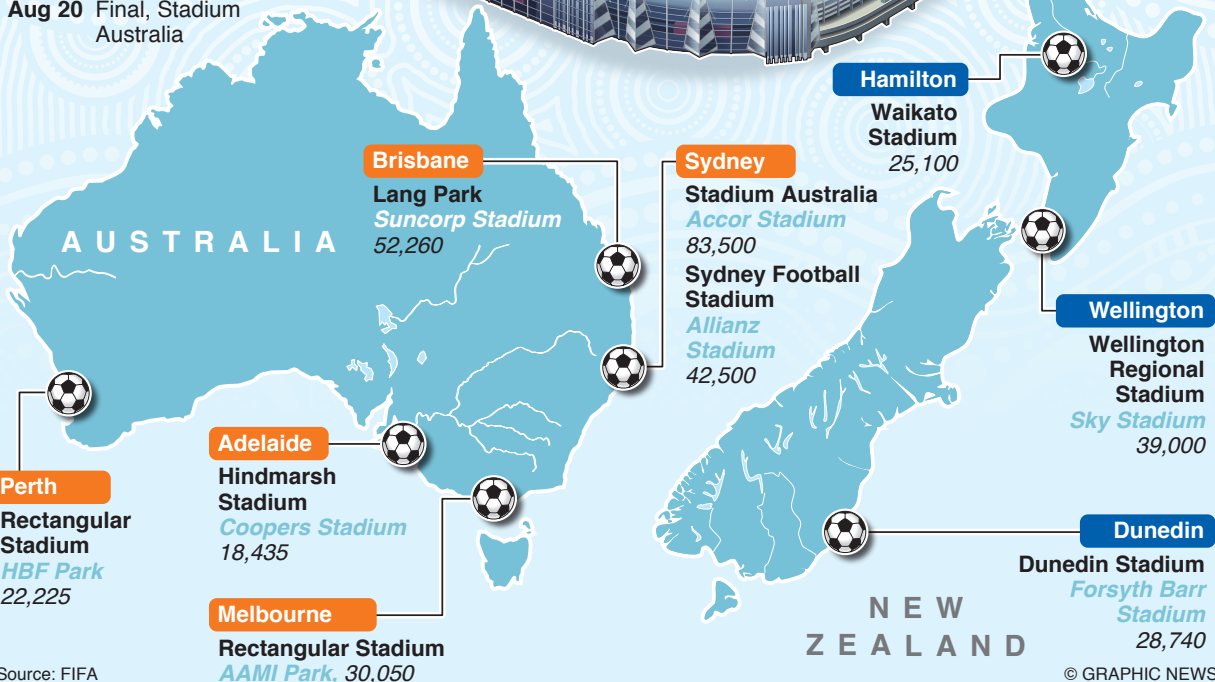 Aug 20 Final, Stadium
Australia
AUSTRALIA
Brisbane
Lang Park
Suncorp Stadium
52,260
Sydney
Stadium Australia
Accor Stadium
83,500
Sydney Football
Stadium
Allianz
Stadium
42,500
Hamilton
Waikato
Stadium
25,100
Wellington
Wellington
Regional
Stadium
Sky Stadium
39,000
Perth
Rectangular
Stadium
HBF Park
22,225
Adelaide
Hindmarsh
Stadium
Coopers Stadium
18,435
Melbourne
Rectangular Stadium
AAMI Park, 30,050
Dunedin
Dunedin Stadium
Forsyth Barr
Stadium
28,740
NEW
ZEALAND
Source: FIFA
© GRAPHIC NEWS